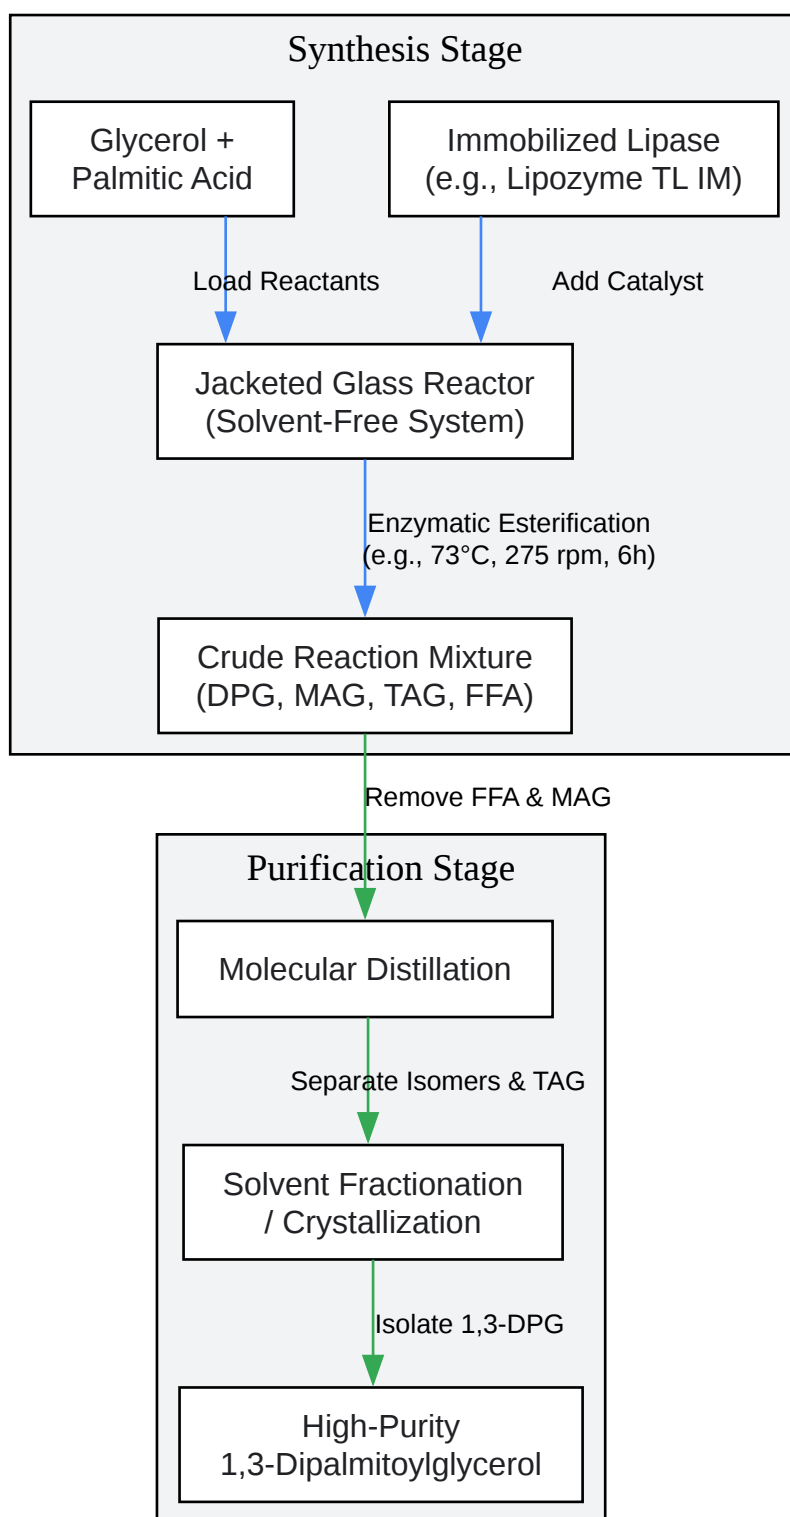 Synthesis Stage
Glycerol +
Palmitic Acid
Immobilized Lipase
(e.g., Lipozyme TL IM)
Load Reactants
Add Catalyst
Jacketed Glass Reactor
(Solvent-Free System)
Enzymatic Esterification
(e.g., 73°C, 275 rpm, 6h)
Crude Reaction Mixture
(DPG, MAG, TAG, FFA)
Remove FFA & MAG
Purification Stage
Molecular Distillation
Separate Isomers & TAG
Solvent Fractionation
/ Crystallization
Isolate 1,3-DPG
High-Purity
1,3-Dipalmitoylglycerol